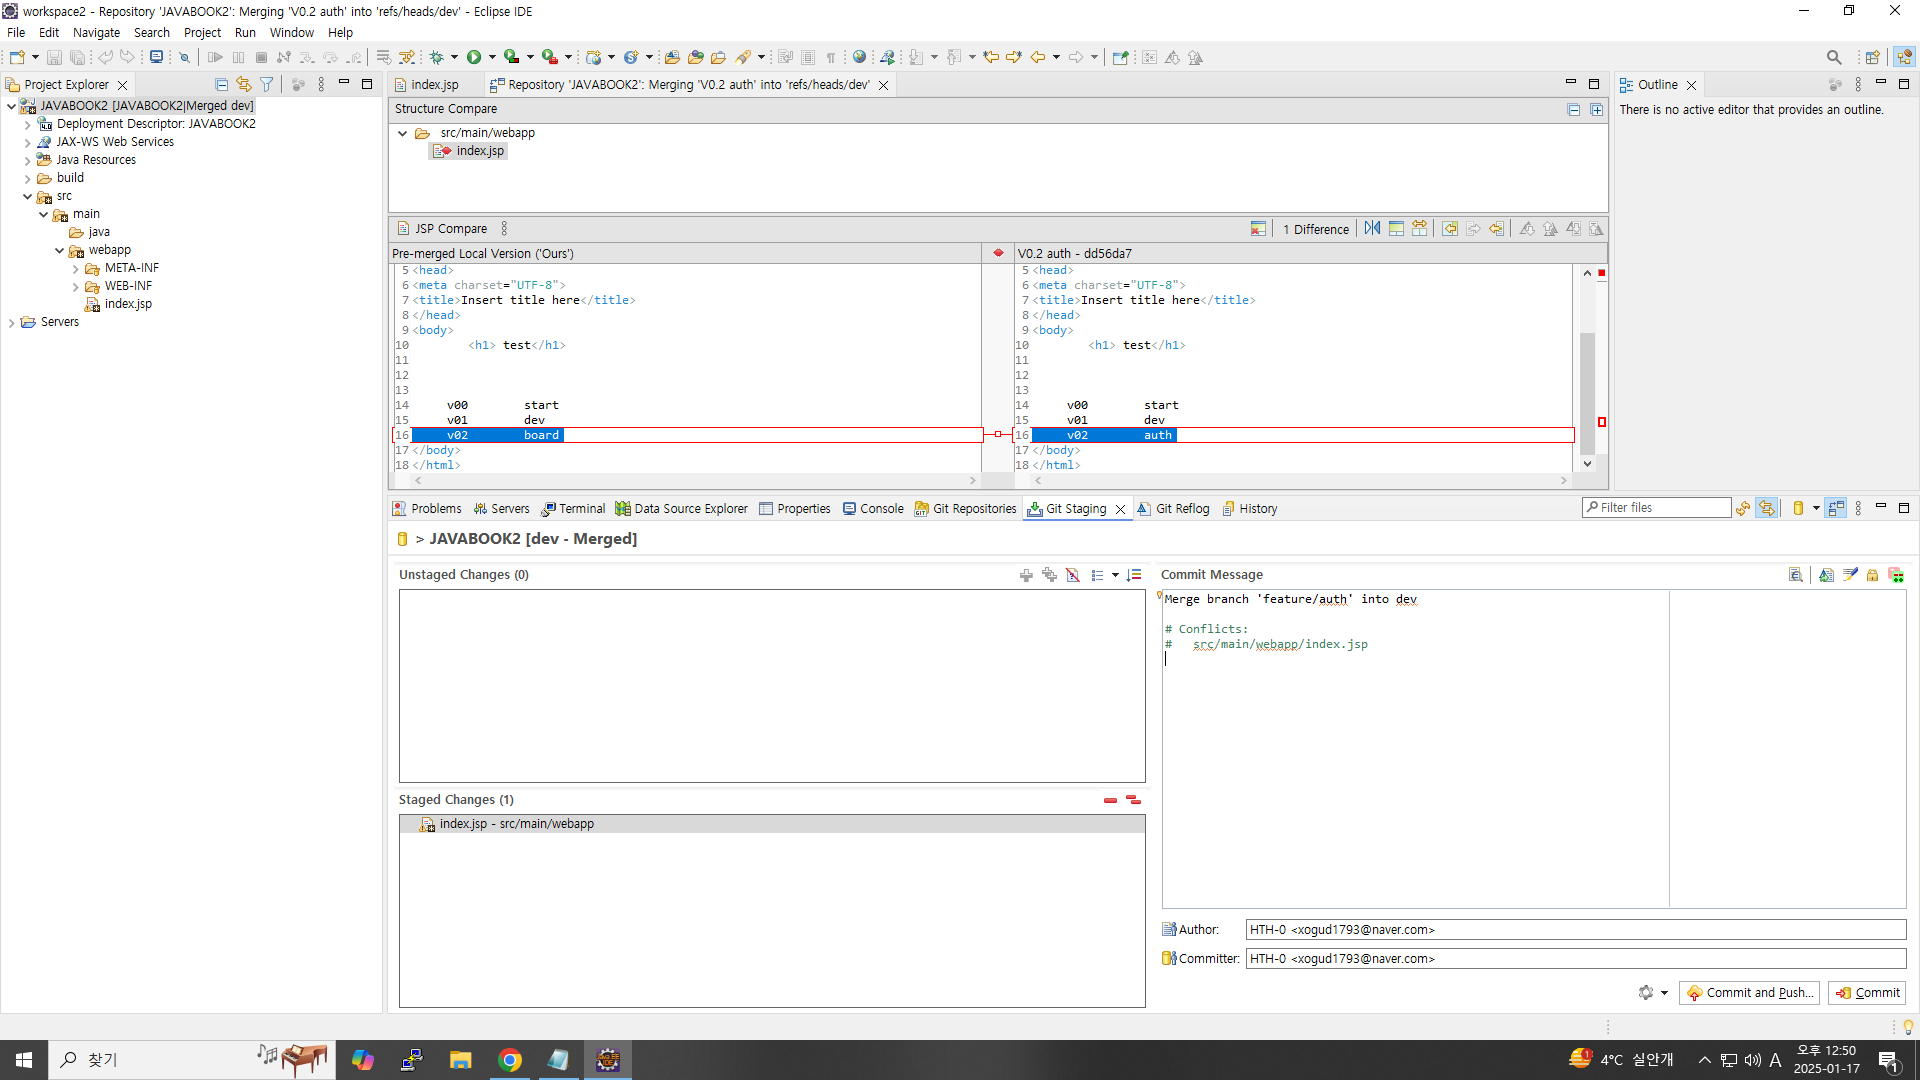 workspace2 - Repository 'JAVABOOK2': Merging 'V0.2 auth' into 'refs/heads/dev' - Eclipse IDE
File Edit Navigate Search Project Run Window Help
Project Explorer
JAVABOOK2 [JAVABOOK2|Merged dev]
Deployment Descriptor: JAVABOOK2
JAX-WS Web Services
Java Resources
build
src
main
java
webapp
META-INF
WEB-INF
index.jsp
Servers
index.jsp
Repository 'JAVABOOK2': Merging 'V0.2 auth' into 'refs/heads/dev'
Structure Compare
src/main/webapp
index.jsp
JSP Compare
1 Difference
Pre-merged Local Version ('Ours')
5 <head>
6 <meta charset="UTF-8">
7 <title>Insert title here</title>
8 </head>
9 <body>
10 <h1> test</h1>
11
12
13
14 v00 start
15 v01 dev
16 v02 board
17 </body>
18 </html>
V0.2 auth - dd56da7
5 <head>
6 <meta charset="UTF-8">
7 <title>Insert title here</title>
8 </head>
9 <body>
10 <h1> test</h1>
11
12
13
14 v00 start
15 v01 dev
16 v02 auth
17 </body>
18 </html>
Outline
There is no active editor that provides an outline.
Problems Servers Terminal Data Source Explorer Properties Console Git Repositories Git Staging Git Reflog History
Filter files
> JAVABOOK2 [dev - Merged]
Unstaged Changes (0)
Staged Changes (1)
index.jsp - src/main/webapp
Commit Message
Merge branch 'feature/auth' into dev
# Conflicts:
# src/main/webapp/index.jsp
Author: HTH-0 <xogud1793@naver.com>
Committer: HTH-0 <xogud1793@naver.com>
Commit and Push... Commit
찾기
4°C 실안개
A
오후 12:50
2025-01-17
1